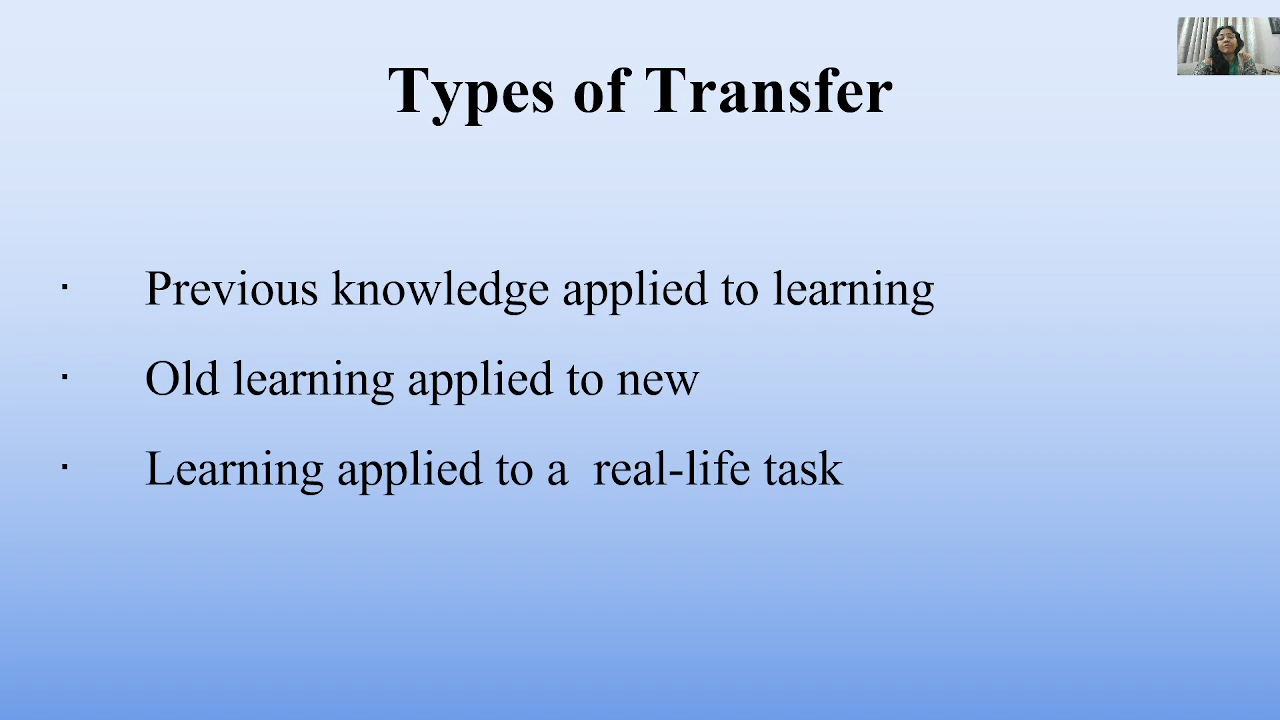 Types of Transfer
· Previous knowledge applied to learning
· Old learning applied to new
· Learning applied to a  real-life task